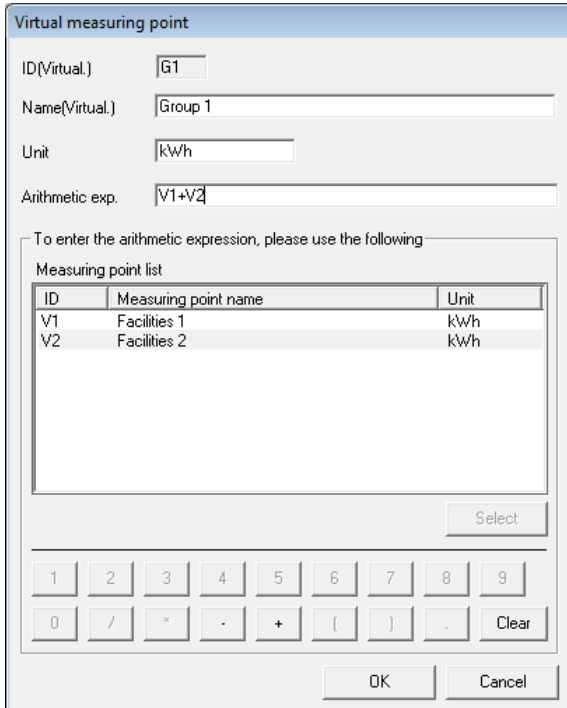 Virtual measuring point
ID(Virtual.) G1
Name(Virtual.) Group 1
Unit kWh
Arithmetic exp. V1+V2
To enter the arithmetic expression, please use the following
Measuring point list
ID Measuring point name Unit
V1 Facilities 1 kWh
V2 Facilities 2 kWh
Select
1 2 3 4 5 6 7 8 9
0 / * - + ( ) . Clear
OK Cancel